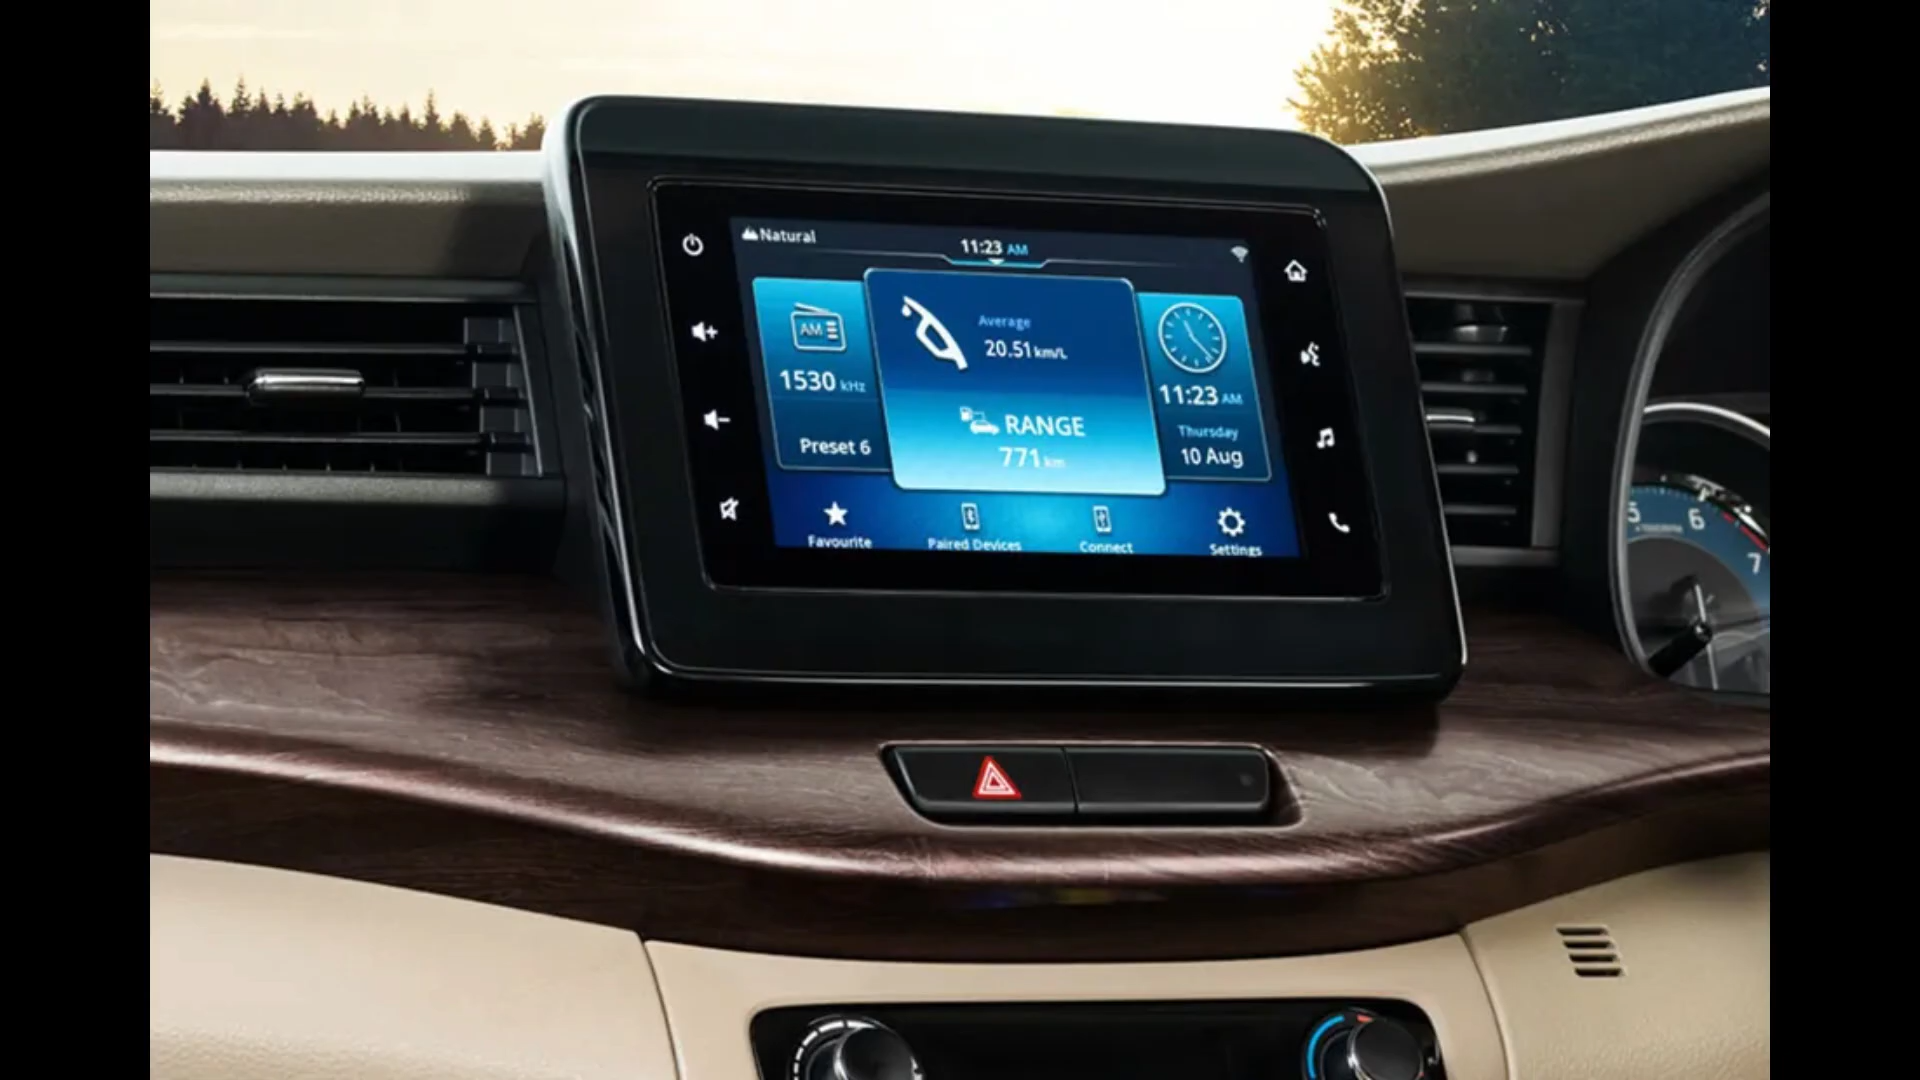 Natural
11:23 AM
AM
1530 kHz
Preset 6
Average
20.51 km/L
RANGE
771 km
11:23 AM
Thursday
10 Aug
Favourite
Paired Devices
Connect
Settings
5
6
7